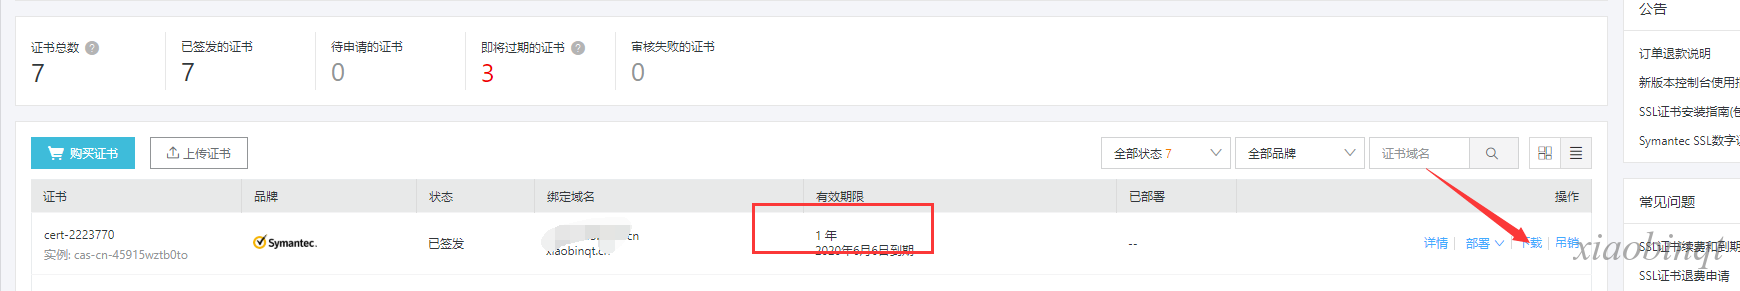 证书总数 ?
7
已签发的证书
7
待申请的证书
0
即将过期的证书 ?
3
审核失败的证书
0
购买证书
上传证书
全部状态 7
全部品牌
证书域名
证书 品牌 状态 绑定域名 有效期限 已部署 操作
cert-2223770
实例: cas-cn-45915wztb0to
Symantec.
已签发
cn
xiaobinqt.cn
1 年
2020年6月6日到期
--
详情 部署 下载 吊销
公告
订单退款说明
新版本控制台使用
SSL证书安装指南(包
Symantec SSL数字
常见问题
SSL证书续费和到期
SSL证书退费申请
xiaobinqt